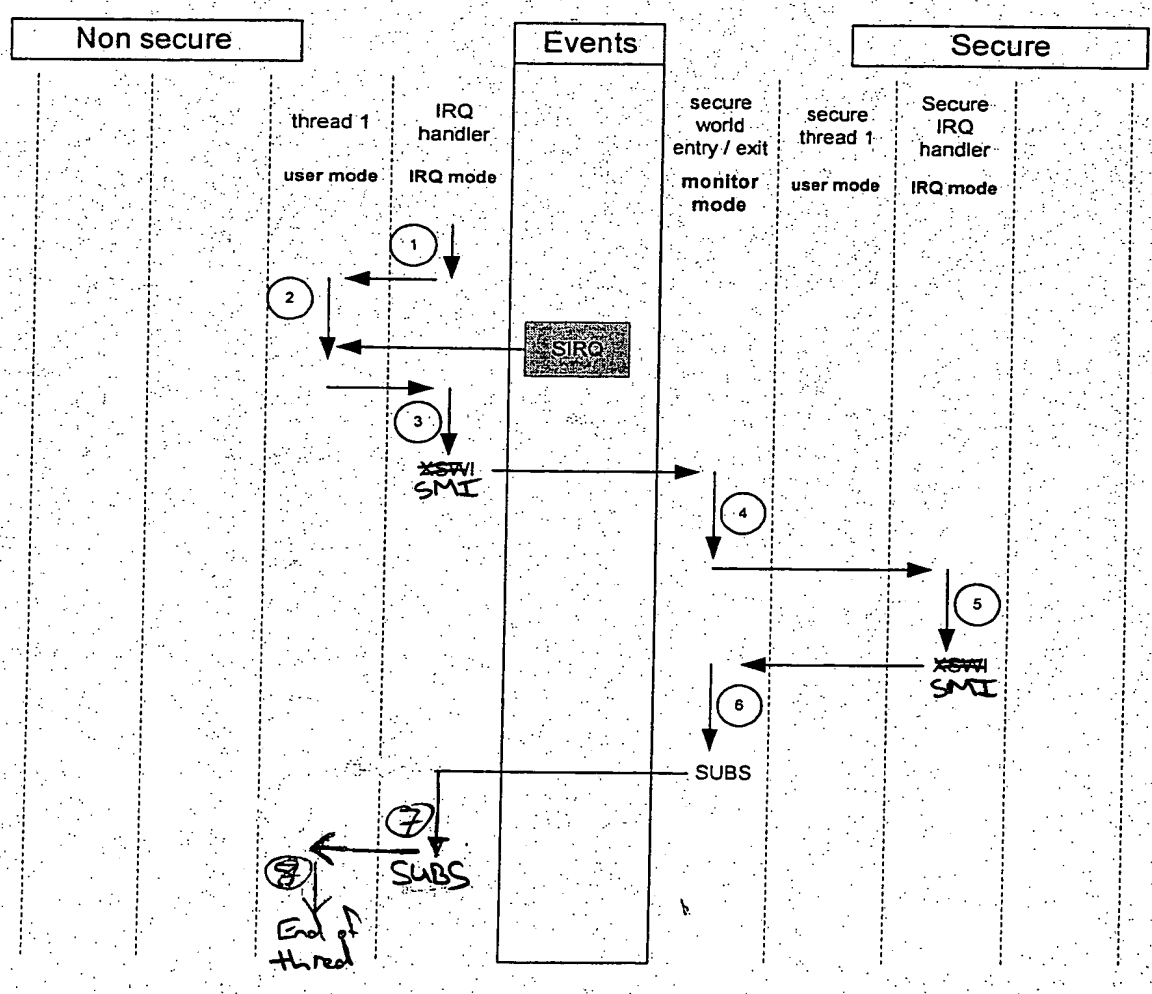 Non secure
Events
Secure
thread 1
user mode
IRQ
handler
IRQ mode
secure
world
entry / exit
monitor
mode
secure
thread 1
user mode
Secure
IRQ
handler
IRQ mode
1
2
SIRQ
3
XSWI
SMI
4
5
XSWI
SMI
6
SUBS
7
SUBS
8
End of
thread